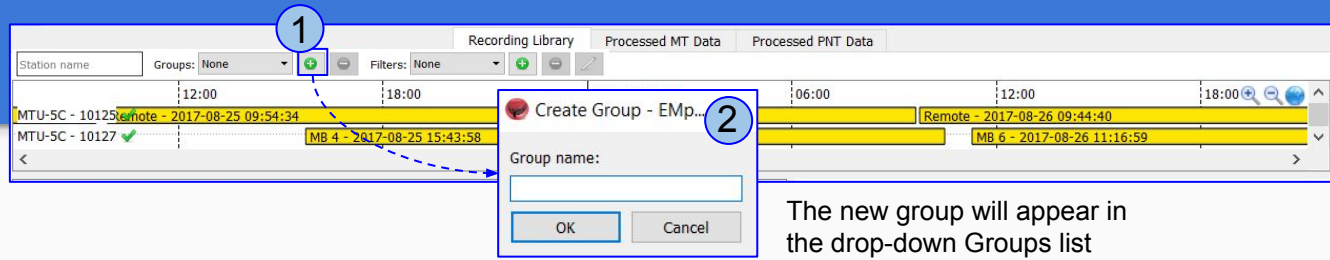 1
Recording Library Processed MT Data Processed PNT Data
Station name Groups: None Filters: None
12:00 18:00 06:00 12:00 18:00
MTU-5C - 10125 Remote - 2017-08-25 09:54:34 Remote - 2017-08-26 09:44:40
MTU-5C - 10127 MB 4 - 2017-08-25 15:43:58 MB 6 - 2017-08-26 11:16:59
Create Group - EMp...
2
Group name:
OK Cancel
The new group will appear in
the drop-down Groups list